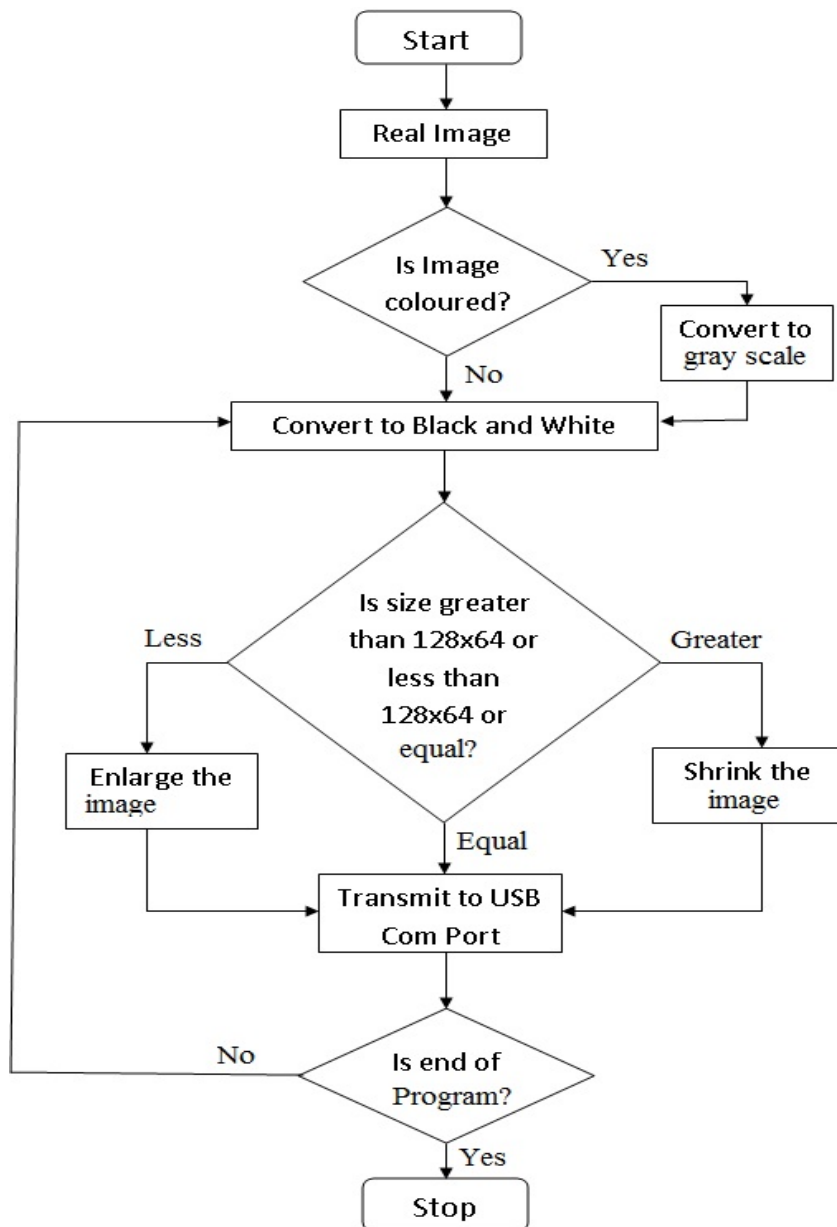 Start
Real Image
Is Image
coloured?
Yes
Convert to
gray scale
No
Convert to Black and White
Is size greater
than 128x64 or
less than
128x64 or
equal?
Less
Greater
Enlarge the
image
Shrink the
image
Equal
Transmit to USB
Com Port
Is end of
Program?
No
Yes
Stop